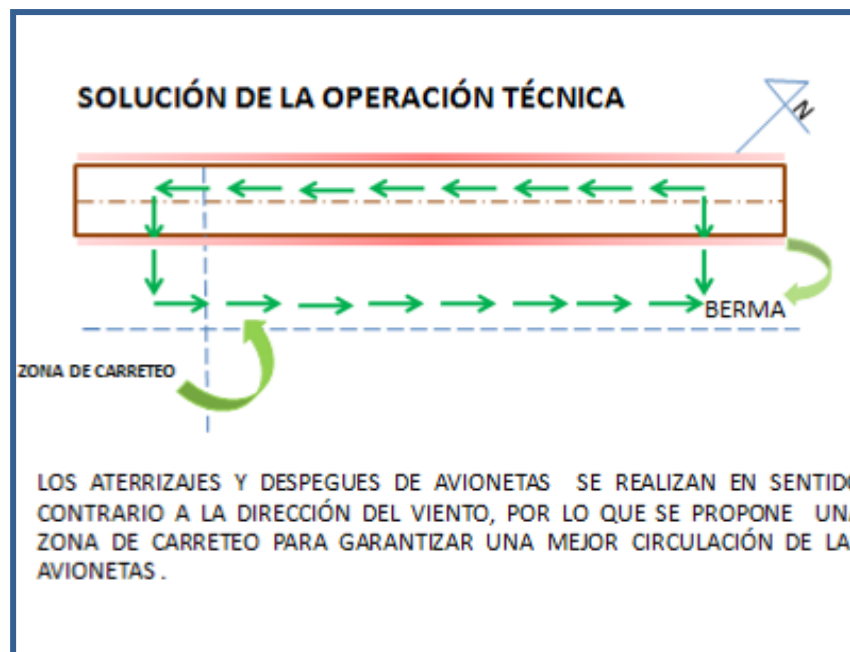 SOLUCIÓN DE LA OPERACIÓN TÉCNICA
N
BERMA
ZONA DE CARRETEO
LOS ATERRIZAJES Y DESPEGUES DE AVIONETAS SE REALIZAN EN SENTIDO
CONTRARIO A LA DIRECCIÓN DEL VIENTO, POR LO QUE SE PROPONE UNA
ZONA DE CARRETEO PARA GARANTIZAR UNA MEJOR CIRCULACIÓN DE LA
AVIONETAS .